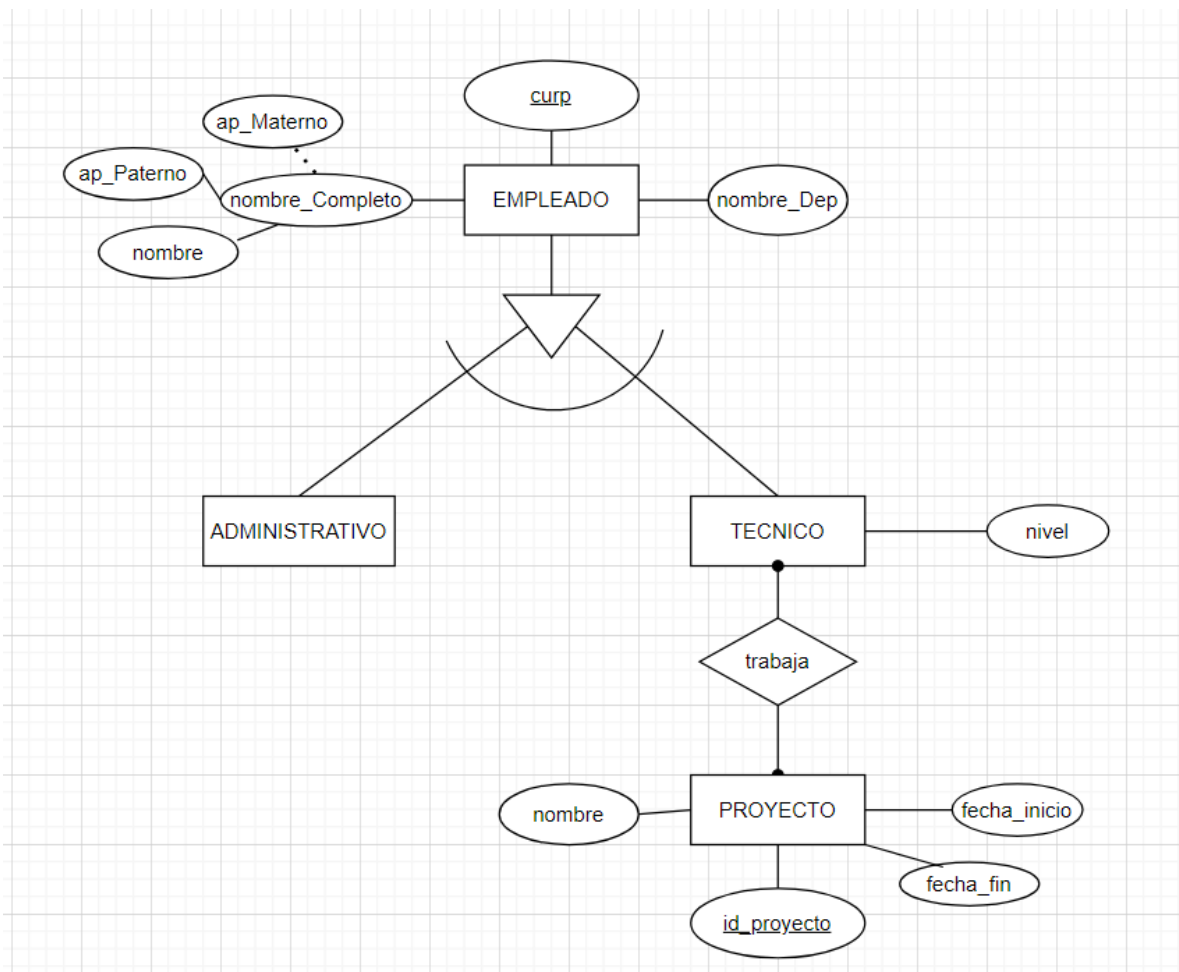 curp
ap_Materno
ap_Paterno
nombre_Completo
EMPLEADO
nombre_Dep
nombre
ADMINISTRATIVO
TECNICO
nivel
trabaja
nombre
PROYECTO
fecha_inicio
fecha_fin
id_proyecto